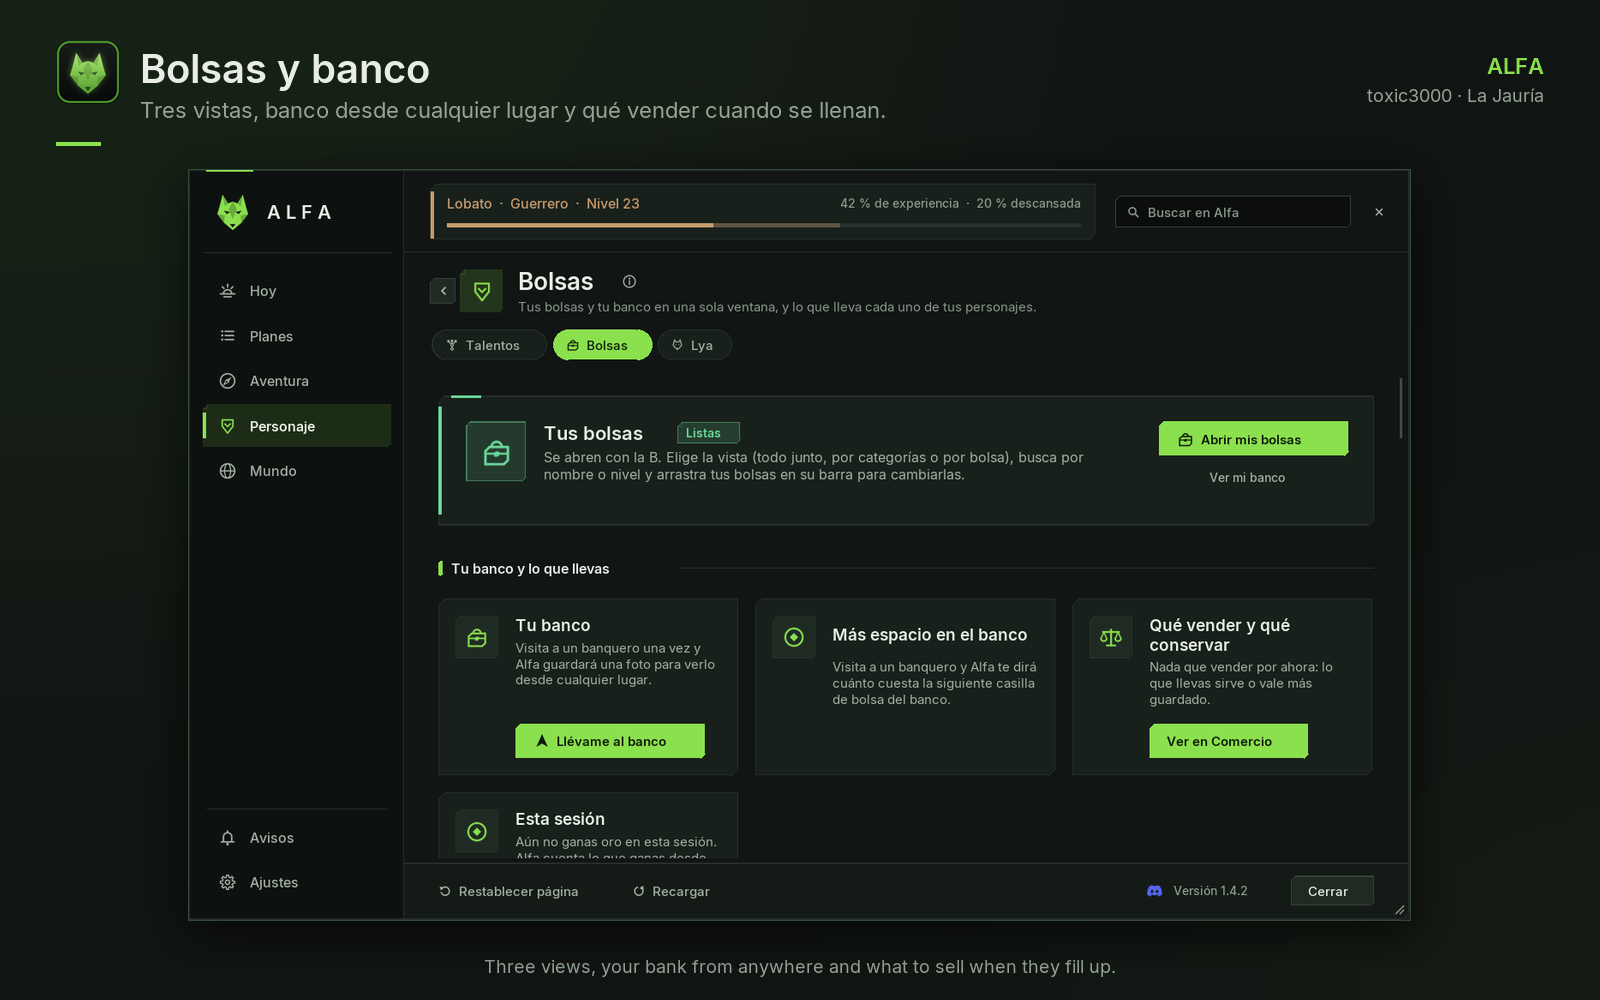 Bolsas y banco
Tres vistas, banco desde cualquier lugar y qué vender cuando se llenan.
ALFA
toxic3000 · La Jauría
ALFA
Lobato · Guerrero · Nivel 23
42 % de experiencia · 20 % descansada
Buscar en Alfa
Hoy
Planes
Aventura
Personaje
Mundo
Avisos
Ajustes
Bolsas
Tus bolsas y tu banco en una sola ventana, y lo que lleva cada uno de tus personajes.
Talentos
Bolsas
Lya
Tus bolsas
Listas
Se abren con la B. Elige la vista (todo junto, por categorías o por bolsa), busca por
nombre o nivel y arrastra tus bolsas en su barra para cambiarlas.
Abrir mis bolsas
Ver mi banco
Tu banco y lo que llevas
Tu banco
Visita a un banquero una vez y
Alfa guardará una foto para verlo
desde cualquier lugar.
Llévame al banco
Más espacio en el banco
Visita a un banquero y Alfa te dirá
cuánto cuesta la siguiente casilla
de bolsa del banco.
Qué vender y qué
conservar
Nada que vender por ahora: lo
que llevas sirve o vale más
guardado.
Ver en Comercio
Esta sesión
Aún no ganas oro en esta sesión.
Alfa cuenta lo que ganas desde
Restablecer página
Recargar
Versión 1.4.2
Cerrar
Three views, your bank from anywhere and what to sell when they fill up.